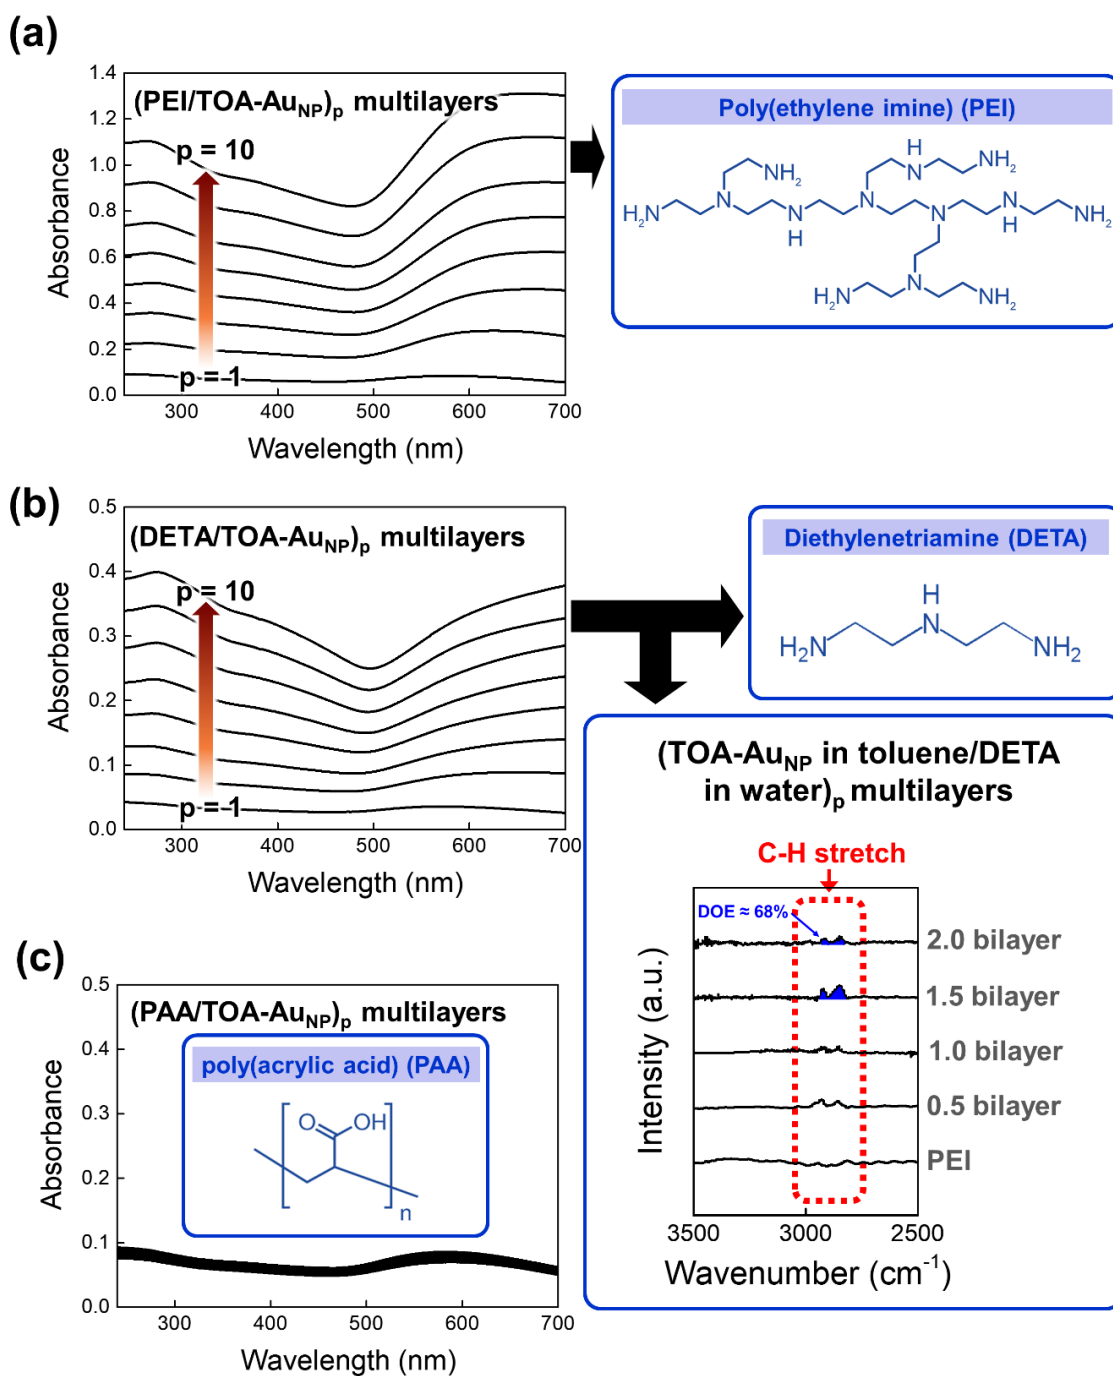 (a)
(PEI/TOA-AuNP)p multilayers
p = 10
p = 1
Absorbance
1.4
1.2
1.0
0.8
0.6
0.4
0.2
0.0
300 400 500 600 700
Wavelength (nm)
Poly(ethylene imine) (PEI)
H
N
NH2
NH2
N
N
H2N
N
H
N
N
H
NH2
N
H2N
NH2
(b)
(DETA/TOA-AuNP)p multilayers
p = 10
p = 1
Absorbance
0.5
0.4
0.3
0.2
0.1
0.0
300 400 500 600 700
Wavelength (nm)
Diethylenetriamine (DETA)
H
N
H2N
NH2
(TOA-AuNP in toluene/DETA
in water)p multilayers
C-H stretch
DOE ≈ 68%
2.0 bilayer
1.5 bilayer
1.0 bilayer
0.5 bilayer
PEI
Intensity (a.u.)
3500 3000 2500
Wavenumber (cm-1)
(c)
(PAA/TOA-AuNP)p multilayers
poly(acrylic acid) (PAA)
O
OH
n
Absorbance
0.5
0.4
0.3
0.2
0.1
0.0
300 400 500 600 700
Wavelength (nm)